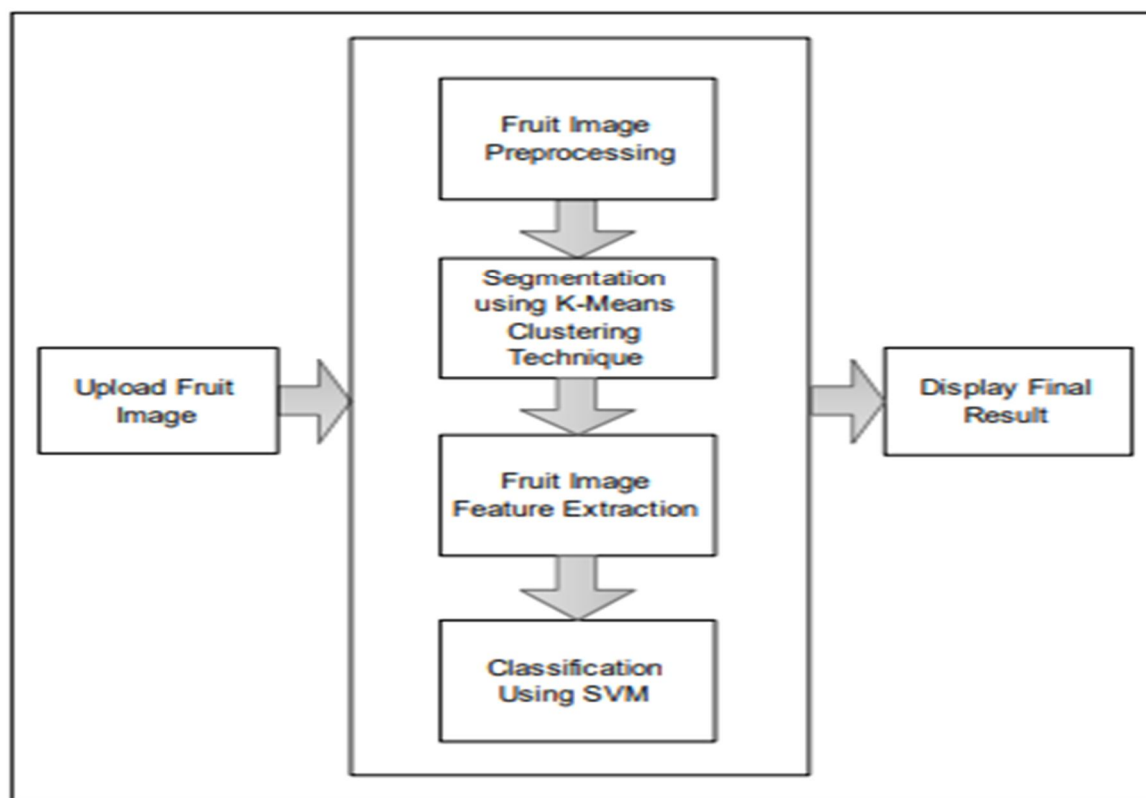 Upload Fruit
Image
Fruit Image
Preprocessing
Segmentation
using K-Means
Clustering
Technique
Fruit Image
Feature Extraction
Classification
Using SVM
Display Final
Result